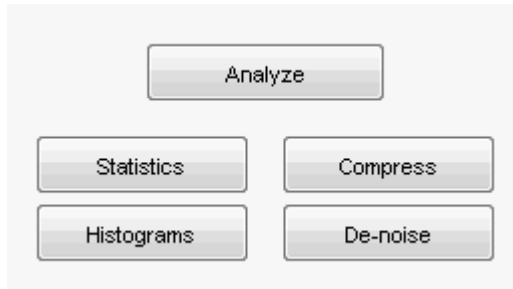 Analyze
Statistics
Compress
Histograms
De-noise